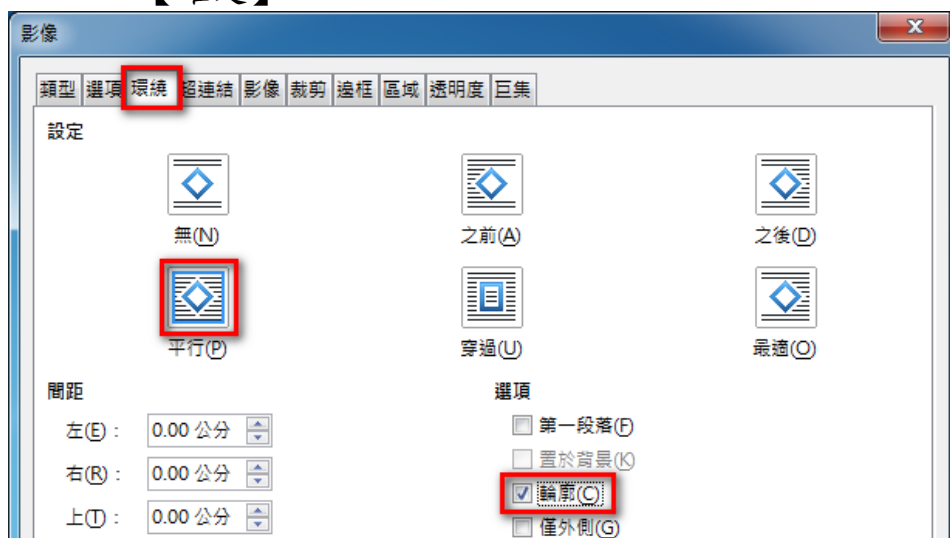 影像
類型 選項 環繞 超連結 影像 裁剪 邊框 區域 透明度 巨集
設定
無(N) 之前(A) 之後(D)
平行(P) 穿過(U) 最適(O)
間距 選項
左(E)： 0.00 公分 第一段落(F)
右(R)： 0.00 公分 置於背景(K)
輪廓(C)
上(T)： 0.00 公分 僅外側(G)